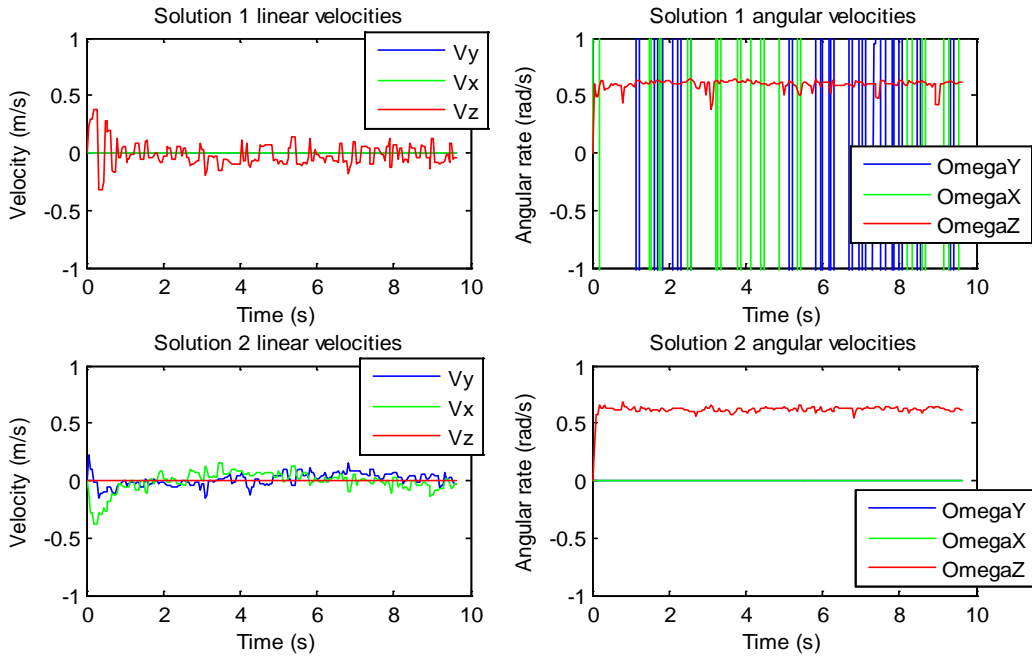 Solution 1 linear velocities
Velocity (m/s)
1
0.5
0
-0.5
-1
0 2 4 6 8 10
Time (s)
Vy
Vx
Vz
Solution 1 angular velocities
Angular rate (rad/s)
1
0.5
0
-0.5
-1
0 2 4 6 8 10
Time (s)
OmegaY
OmegaX
OmegaZ
Solution 2 linear velocities
Velocity (m/s)
1
0.5
0
-0.5
-1
0 2 4 6 8 10
Time (s)
Vy
Vx
Vz
Solution 2 angular velocities
Angular rate (rad/s)
1
0.5
0
-0.5
-1
0 2 4 6 8 10
Time (s)
OmegaY
OmegaX
OmegaZ